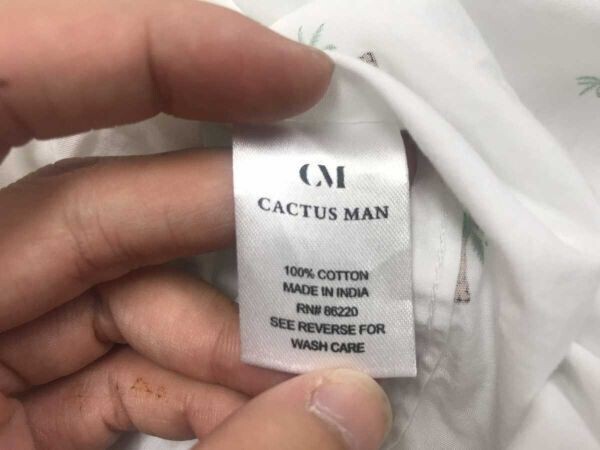 CM
CACTUS MAN
100% COTTON
MADE IN INDIA
RN# 86220
SEE REVERSE FOR
WASH CARE